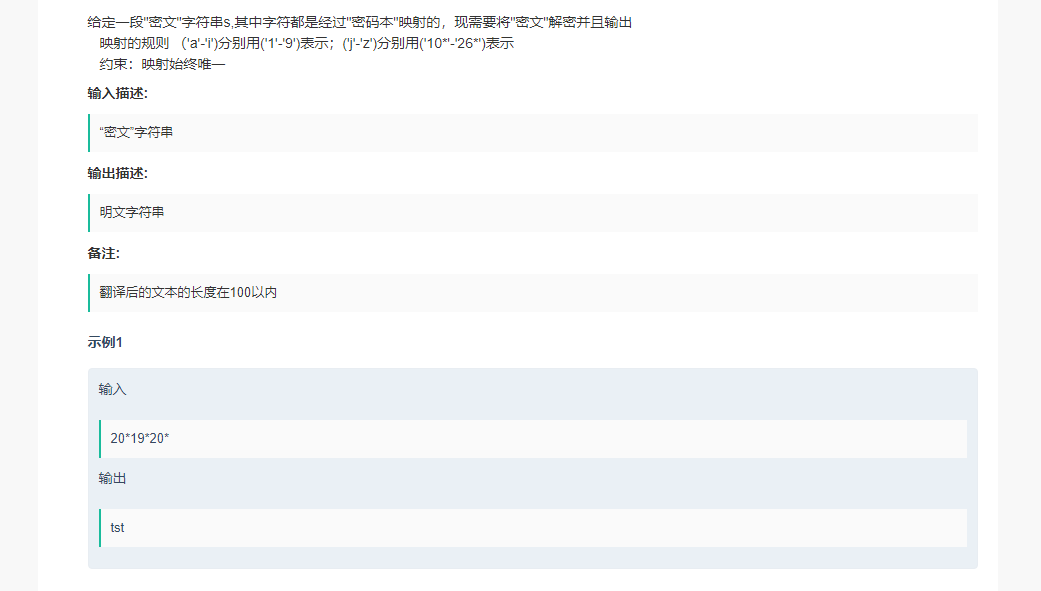 给定一段"密文"字符串s,其中字符都是经过"密码本"映射的，现需要将"密文"解密并且输出
映射的规则 （'a'-'i')分别用('1'-'9')表示；('j'-'z')分别用('10*'-'26*')表示
约束：映射始终唯一
输入描述:
“密文”字符串
输出描述:
明文字符串
备注:
翻译后的文本的长度在100以内
示例1
输入
20*19*20*
输出
tst